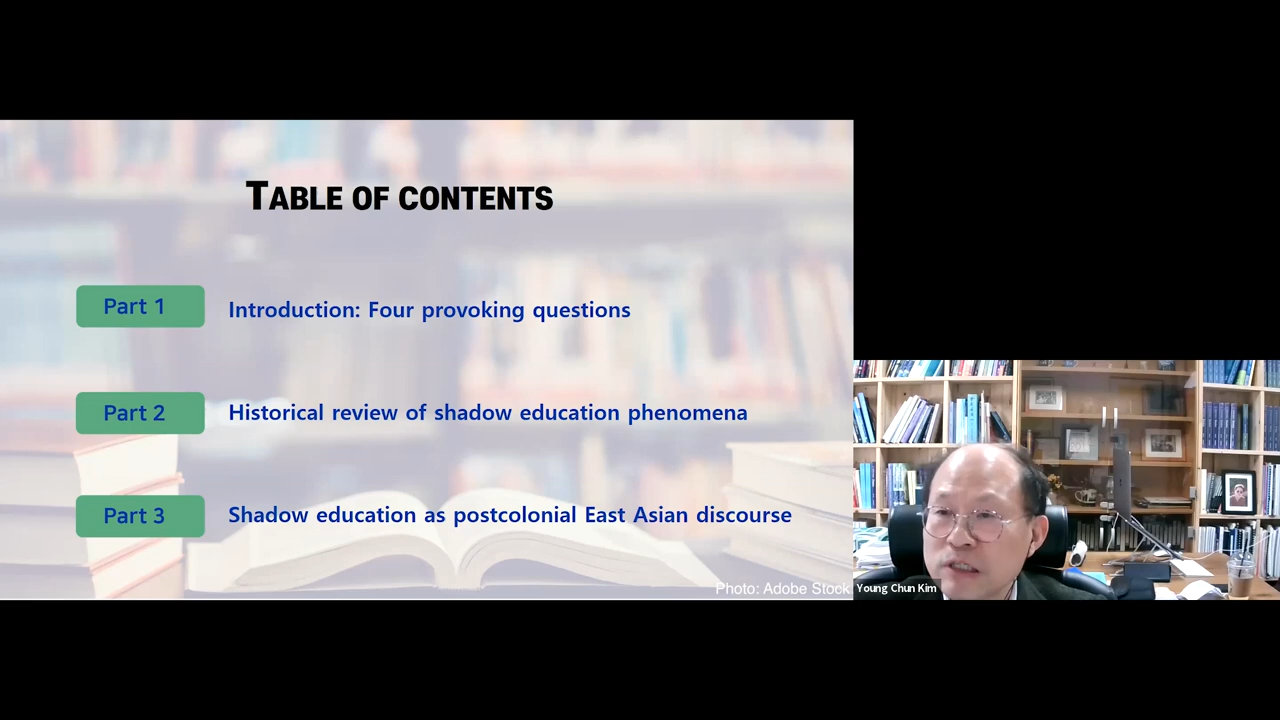 TABLE OF CONTENTS
Part 1
Introduction: Four provoking questions
Part 2
Historical review of shadow education phenomena
Part 3
Shadow education as postcolonial East Asian discourse
Photo: Adobe Stock
Young Chun Kim